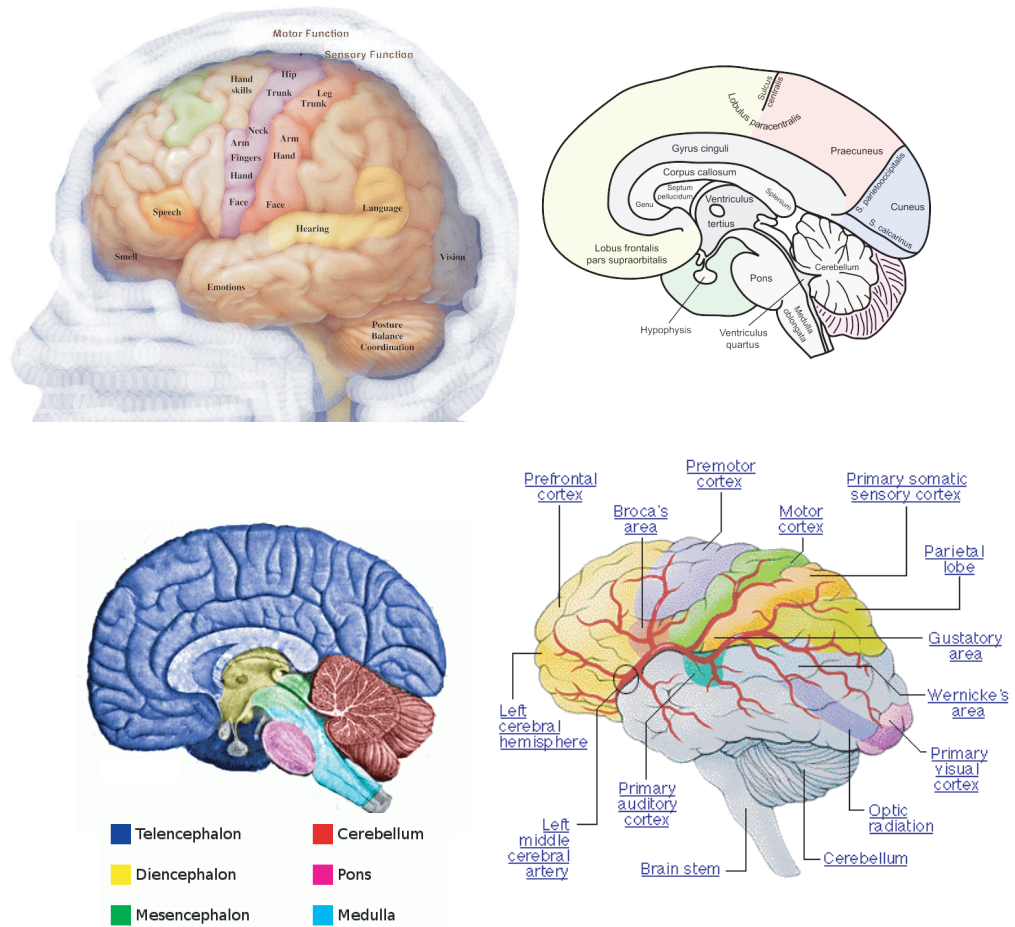 Motor Function
Sensory Function
Hip
Hand
skills
Trunk
Leg
Trunk
Neck
Arm
Fingers
Hand
Face
Arm
Hand
Face
Speech
Language
Hearing
Smell
Vision
Emotions
Posture
Balance
Coordination
Sulcus
centralis
Lobulus paracentralis
Gyrus cinguli
Praecuneus
Corpus callosum
Septum
pellucidum
Genu
Ventriculus
tertius
Splenium
S. parietooccipitalis
Cuneus
S. calcarinus
Lobus frontalis
pars supraorbitalis
Pons
Cerebellum
Medulla
oblongata
Hypophysis
Ventriculus
quartus
Telencephalon
Diencephalon
Mesencephalon
Cerebellum
Pons
Medulla
Prefrontal
cortex
Premotor
cortex
Broca's
area
Motor
cortex
Primary somatic
sensory cortex
Parietal
lobe
Gustatory
area
Wernicke's
area
Primary
visual
cortex
Optic
radiation
Cerebellum
Brain stem
Primary
auditory
cortex
Left
middle
cerebral
artery
Left
cerebral
hemisphere